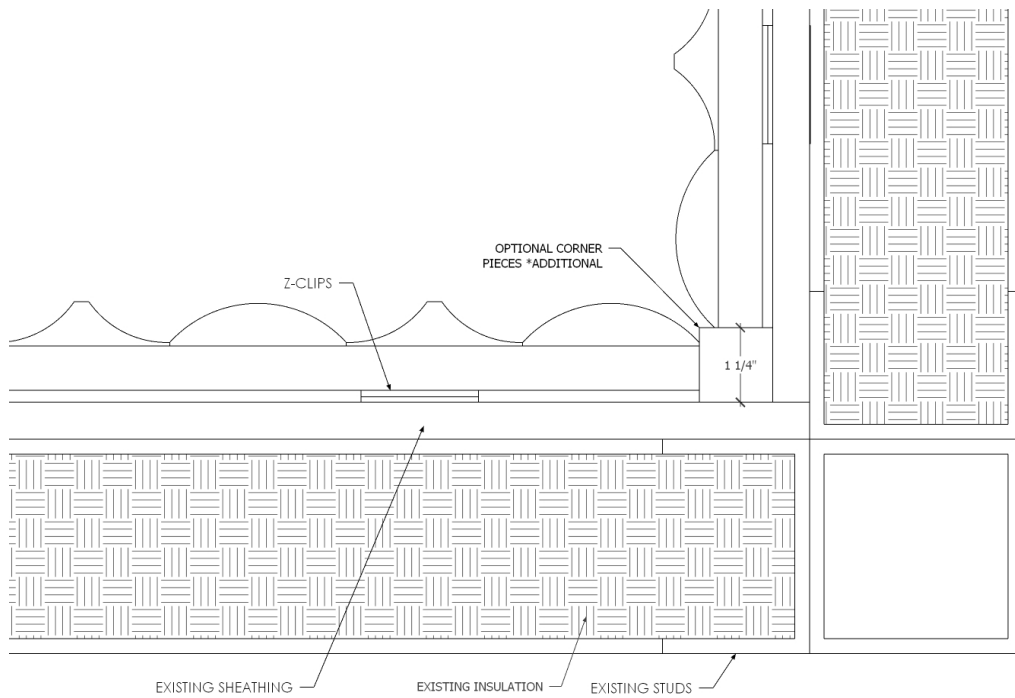 OPTIONAL CORNER
PIECES *ADDITIONAL
Z-CLIPS
1 1/4"
EXISTING SHEATHING
EXISTING INSULATION
EXISTING STUDS